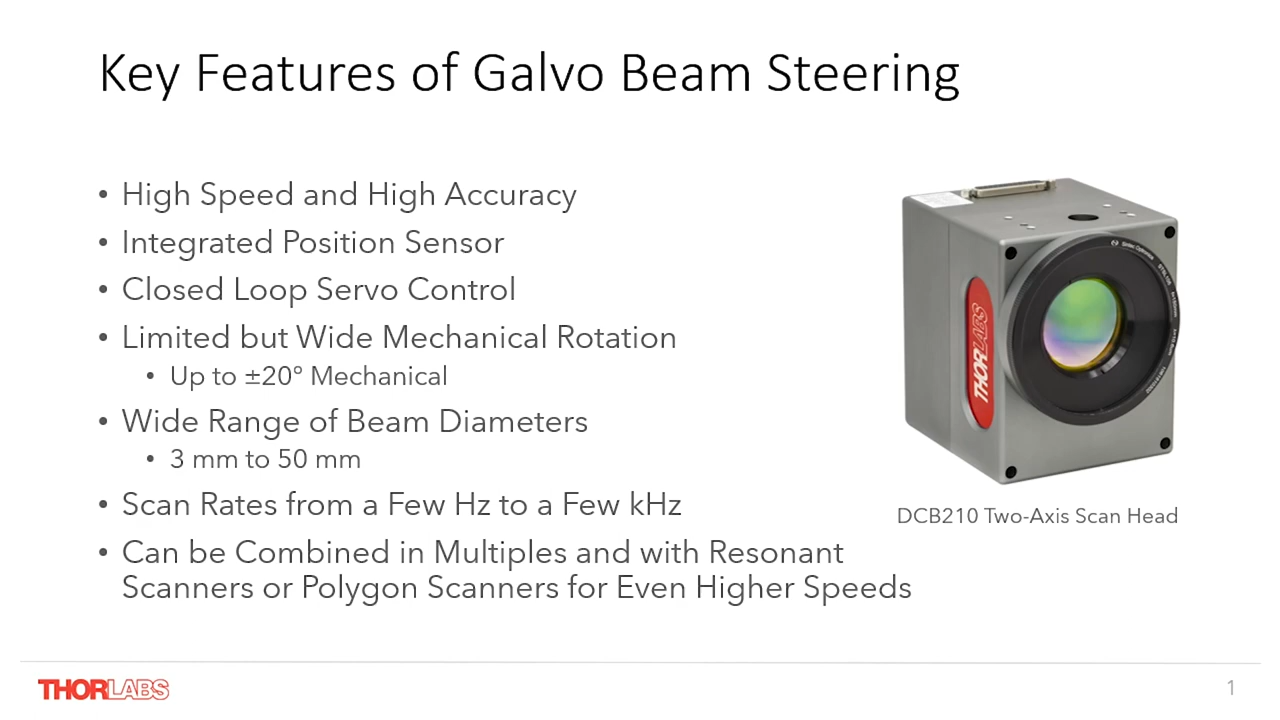 Key Features of Galvo Beam Steering
• High Speed and High Accuracy
• Integrated Position Sensor
• Closed Loop Servo Control
• Limited but Wide Mechanical Rotation
• Up to ±20° Mechanical
• Wide Range of Beam Diameters
• 3 mm to 50 mm
• Scan Rates from a Few Hz to a Few kHz
• Can be Combined in Multiples and with Resonant
Scanners or Polygon Scanners for Even Higher Speeds
THORLABS
DCB210 Two-Axis Scan Head
THORLABS
1